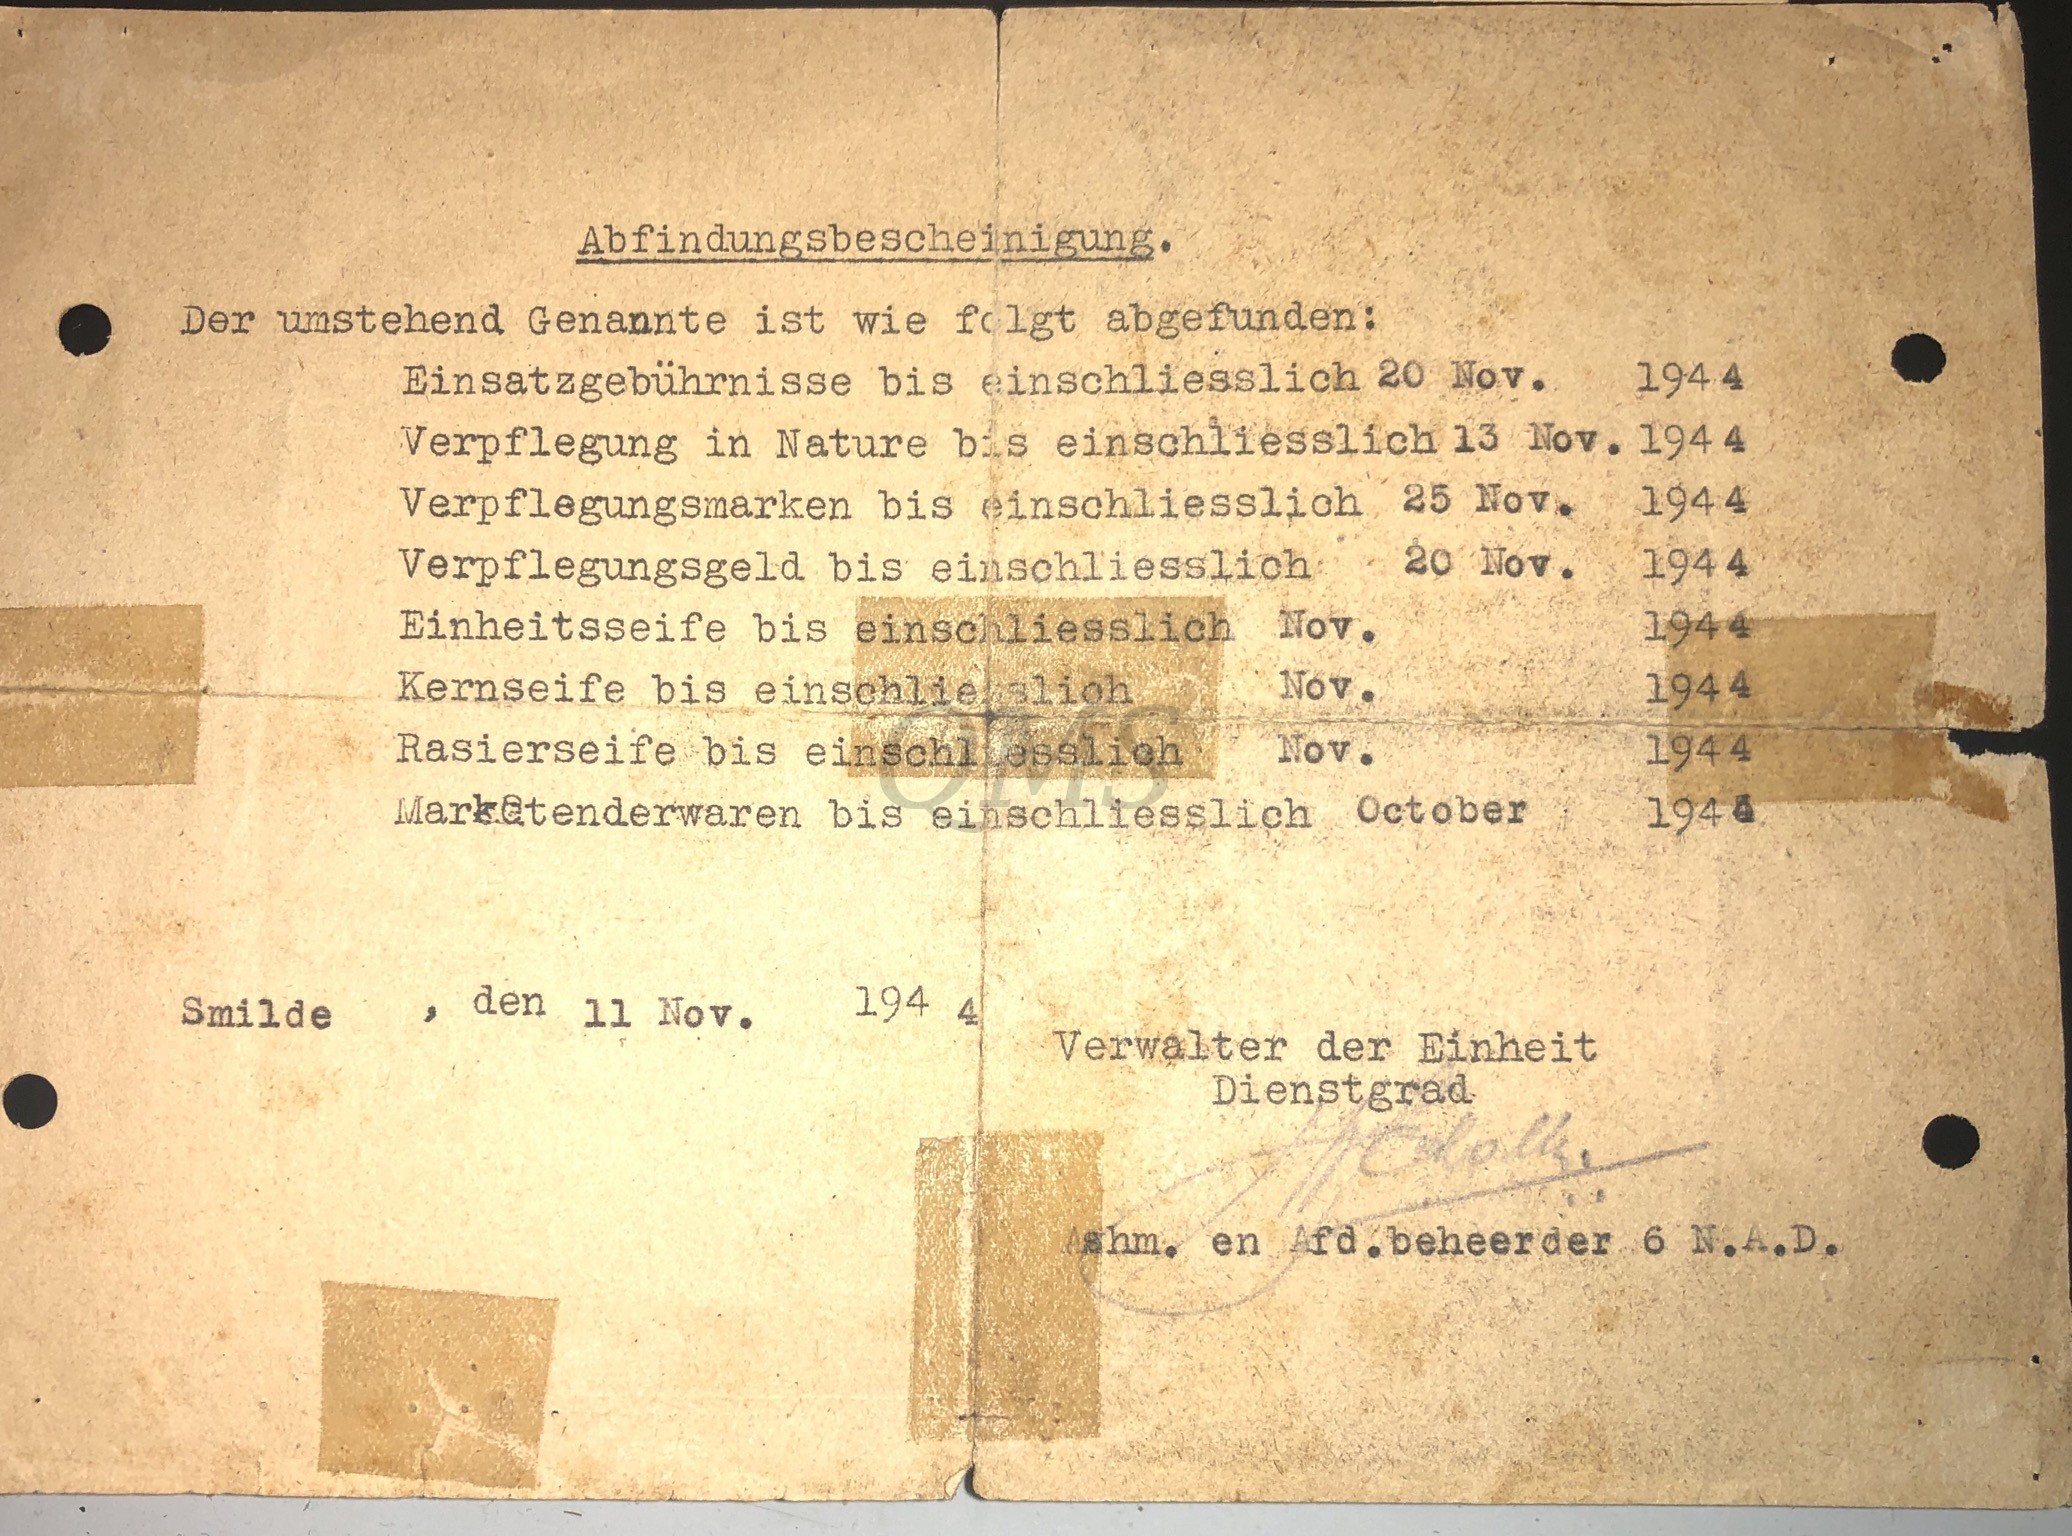 Abfindungsbescheinigung.
Der umstehend Genannte ist wie folgt abgefunden:
Einsatzgebührnisse bis einschliesslich 20 Nov. 1944
Verpflegung in Nature bis einschliesslich 13 Nov. 1944
Verpflegungsmarken bis einschliesslich 25 Nov. 1944
Verpflegungsgeld bis einschliesslich 20 Nov. 1944
Einheitsseife bis einschliesslich Nov. 1944
Kernseife bis einschliesslich Nov. 1944
Rasierseife bis einschliesslich Nov. 1944
OMS
Marketenderwaren bis einschliesslich October 1944
Smilde , den 11 Nov. 194 4
Verwalter der Einheit
Dienstgrad
Ashm. en Afd.beheerder 6 N.A.D.